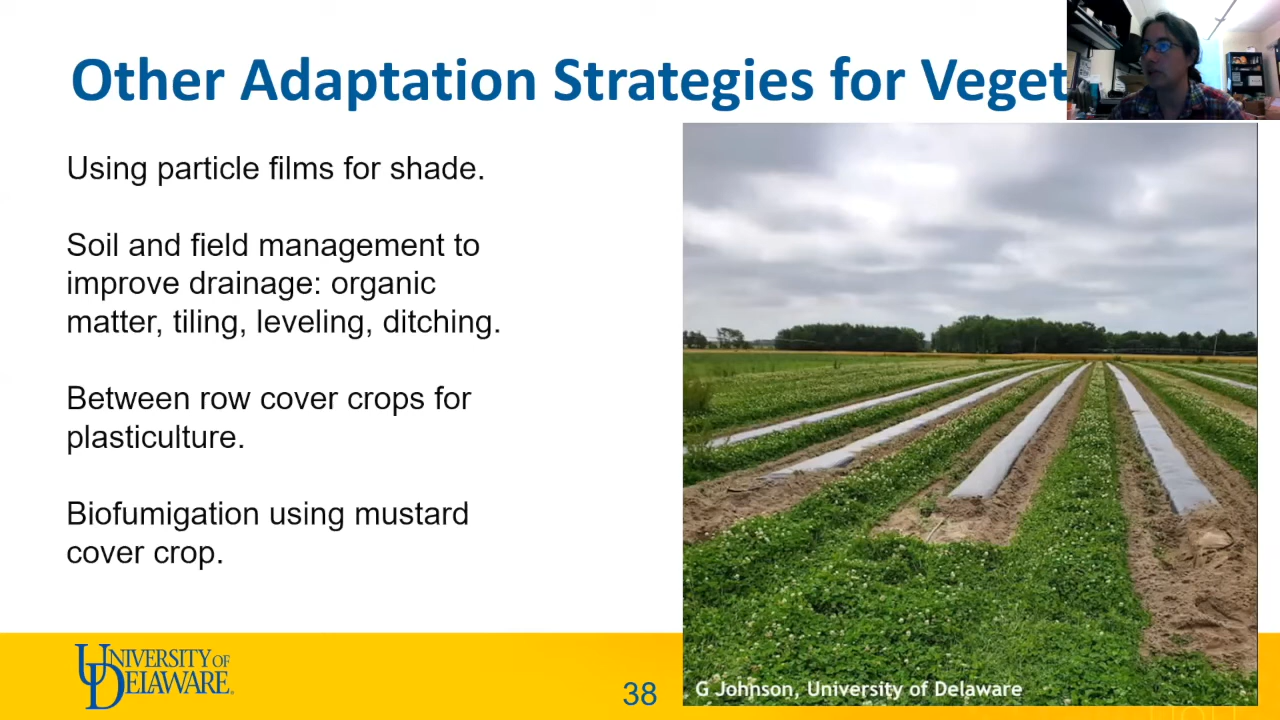 Other Adaptation Strategies for Veget
Using particle films for shade.
Soil and field management to
improve drainage: organic
matter, tiling, leveling, ditching.
Between row cover crops for
plasticulture.
Biofumigation using mustard
cover crop.
UNIVERSITY OF
DELAWARE
38
G Johnson, University of Delaware